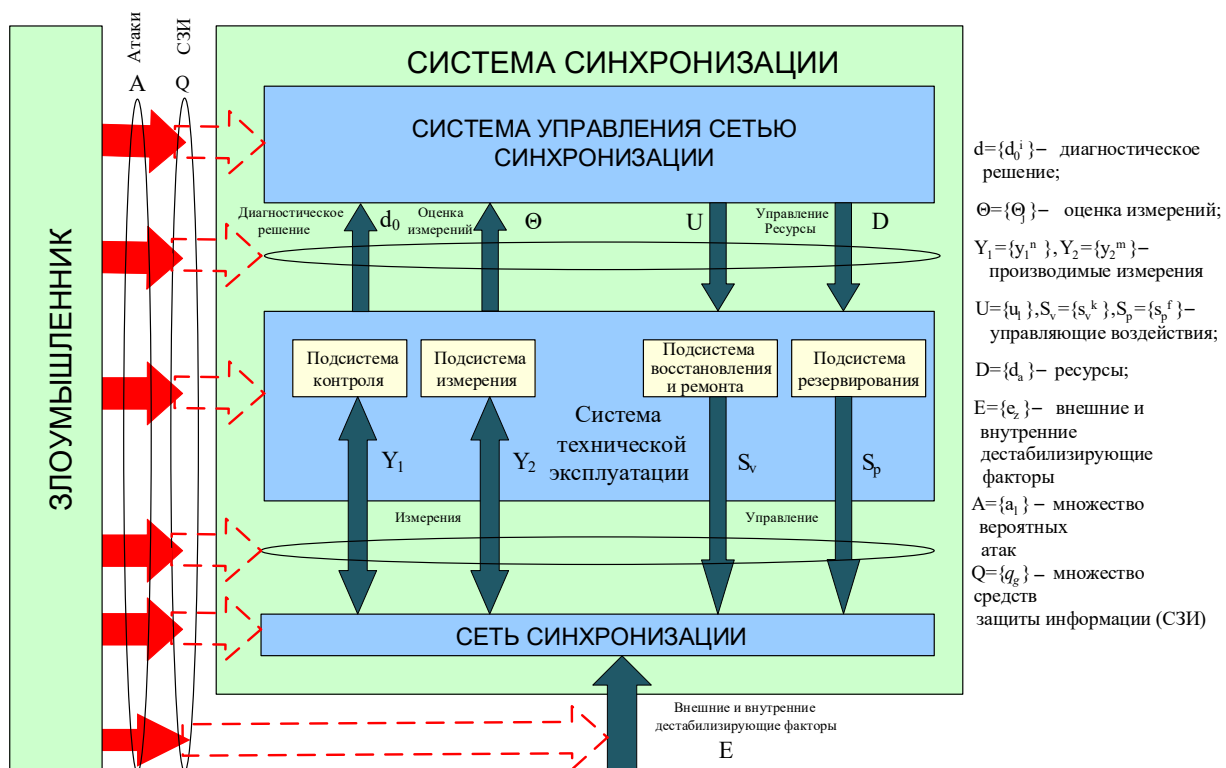 Атаки
СЗИ
A
Q
ЗЛОУМЫШЛЕННИК
СИСТЕМА СИНХРОНИЗАЦИИ
СИСТЕМА УПРАВЛЕНИЯ СЕТЬЮ
СИНХРОНИЗАЦИИ
Диагностическое
решение
d₀
Оценка
измерений
Θ
U
Управление
Ресурсы
D
Подсистема
контроля
Подсистема
измерения
Подсистема
восстановления
и ремонта
Подсистема
резервирования
Система
технической
эксплуатации
Y₁
Y₂
Sᵥ
Sₚ
Измерения
Управление
СЕТЬ СИНХРОНИЗАЦИИ
Внешние и внутренние
дестабилизирующие факторы
E
d={d₀ⁱ}– диагностическое
решение;
Θ={Θⱼ}– оценка измерений;
Y₁={y₁ⁿ}, Y₂={y₂ᵐ}–
производимые измерения
U={uₗ},Sᵥ={sᵥᵏ},Sₚ={sₚᶠ}–
управляющие воздействия;
D={dₐ}– ресурсы;
E={e_z}– внешние и
внутренние
дестабилизирующие
факторы
A={aₗ}– множество
вероятных
атак
Q={q_g}– множество
средств
защиты информации (СЗИ)